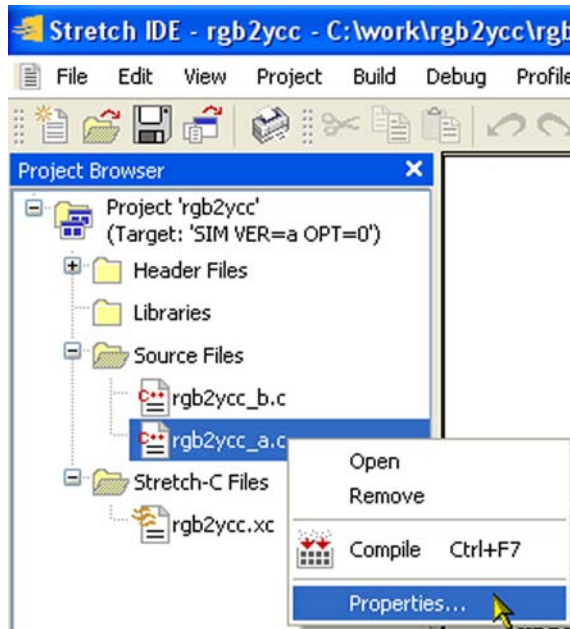 Stretch IDE - rgb2ycc - C:\work\rgb2ycc\rgb
File Edit View Project Build Debug Profile
Project Browser
Project 'rgb2ycc'
(Target: 'SIM VER=a OPT=0')
Header Files
Libraries
Source Files
C++ rgb2ycc_b.c
C++ rgb2ycc_a.c
Open
Remove
Stretch-C Files
rgb2ycc.xc
Compile Ctrl+F7
Properties...